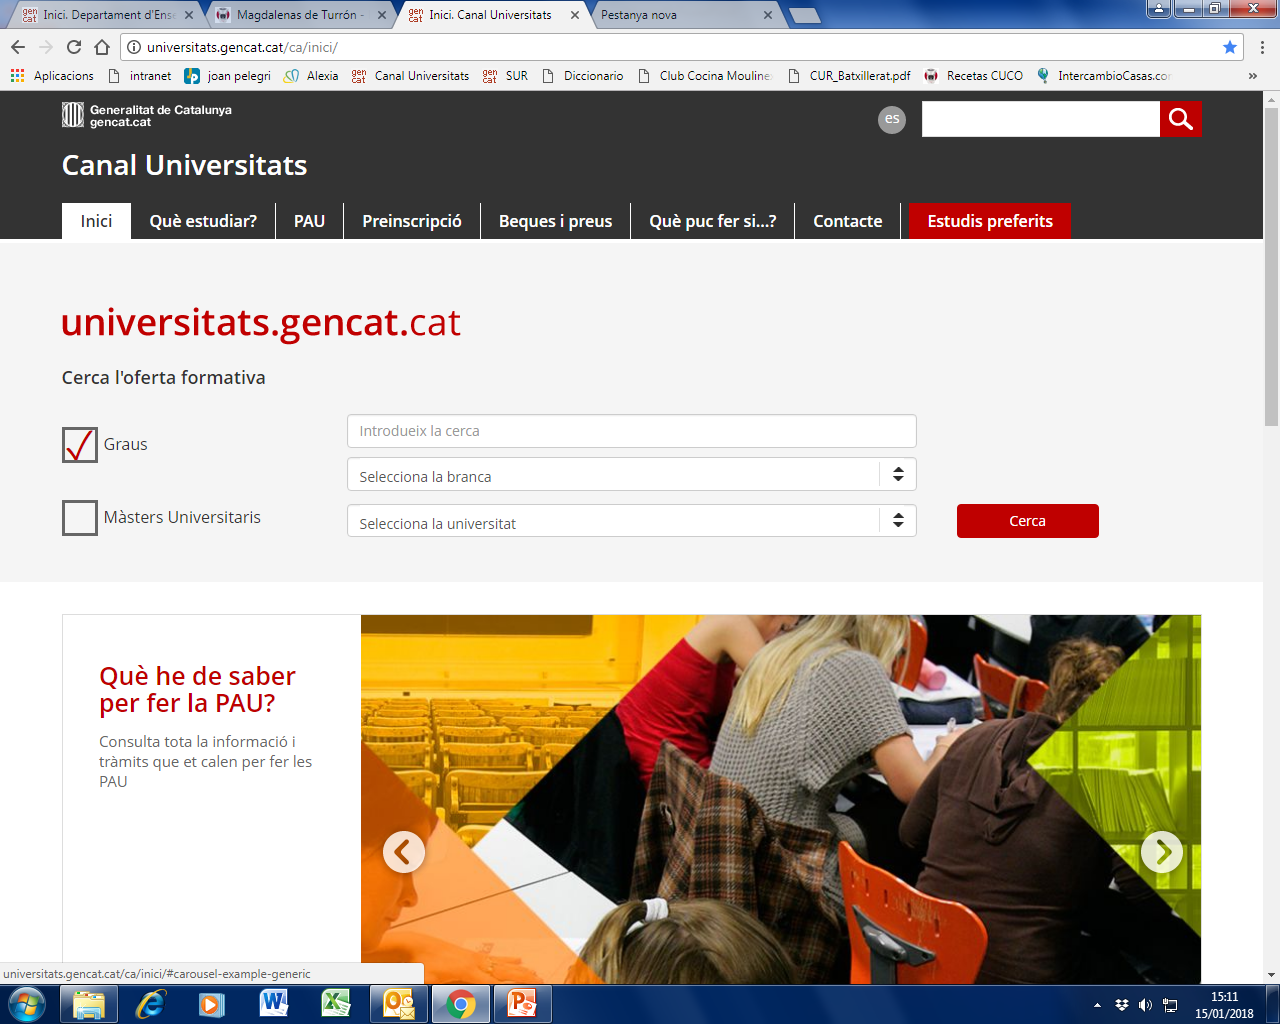 Inici. Departament d'Ens
Magdalenas de Turrón -
Inici. Canal Universitats
Pestanya nova
universitats.gencat.cat/ca/inici/
Aplicacions
intranet
joan pelegri
Alexia
gen cat
Canal Universitats
gen cat
SUR
Diccionario
Club Cocina Mouline
CUR_Batxillerat.pdf
Recetas CUCO
IntercambioCasas.co
»
Generalitat de Catalunya
gencat.cat
es
Canal Universitats
Inici
Què estudiar?
PAU
Preinscripció
Beques i preus
Què puc fer si...?
Contacte
Estudis preferits
universitats.gencat.cat
Cerca l'oferta formativa
Graus
Introdueix la cerca
Selecciona la branca
Màsters Universitaris
Selecciona la universitat
Cerca
Què he de saber
per fer la PAU?
Consulta tota la informació i
tràmits que et calen per fer les
PAU
universitats.gencat.cat/ca/inici/#carousel-example-generic
15:11
15/01/2018